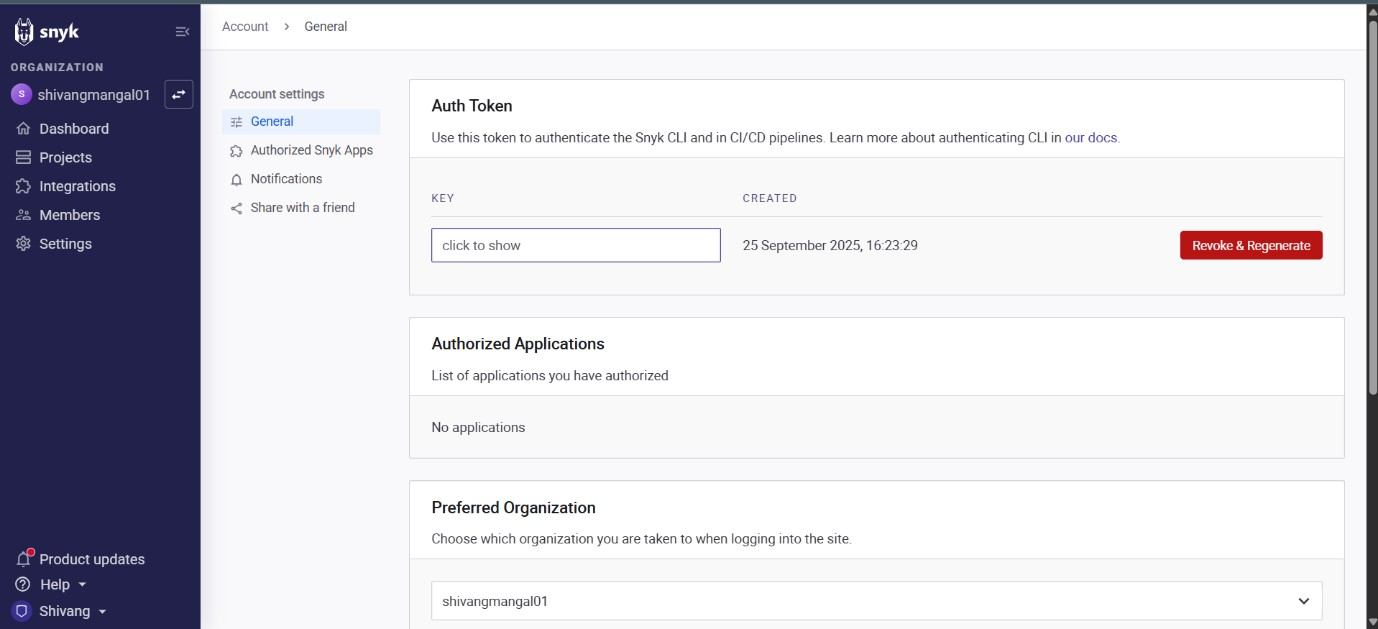 snyk
ORGANIZATION
S shivangmangal01
Dashboard
Projects
Integrations
Members
Settings
Product updates
Help
Shivang
Account > General
Account settings
General
Authorized Snyk Apps
Notifications
Share with a friend
Auth Token
Use this token to authenticate the Snyk CLI and in CI/CD pipelines. Learn more about authenticating CLI in our docs.
KEY CREATED
click to show 25 September 2025, 16:23:29 Revoke & Regenerate
Authorized Applications
List of applications you have authorized
No applications
Preferred Organization
Choose which organization you are taken to when logging into the site.
shivangmangal01